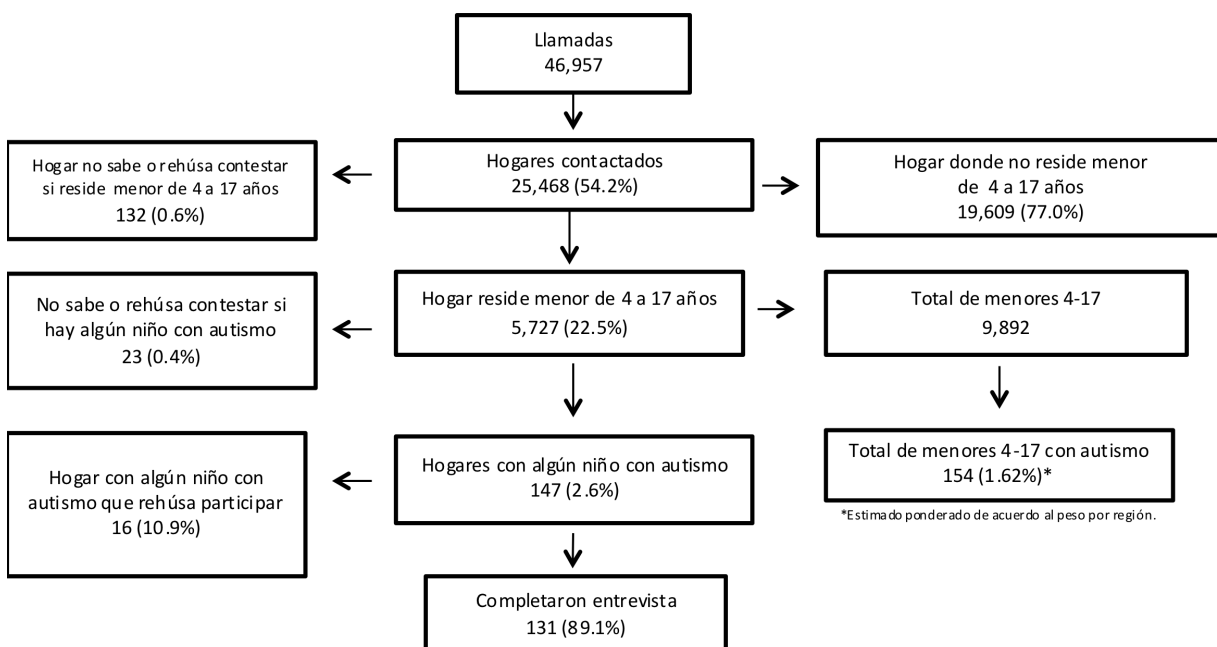 Llamadas
46,957
Hogar no sabe o rehúsa contestar
si reside menor de 4 a 17 años
132 (0.6%)
Hogares contactados
25,468 (54.2%)
Hogar donde no reside menor
de 4 a 17 años
19,609 (77.0%)
No sabe o rehúsa contestar si
hay algún niño con autismo
23 (0.4%)
Hogar reside menor de 4 a 17 años
5,727 (22.5%)
Total de menores 4-17
9,892
Hogar con algún niño con
autismo que rehúsa participar
16 (10.9%)
Hogares con algún niño con autismo
147 (2.6%)
Total de menores 4-17 con autismo
154 (1.62%)*
*Estimado ponderado de acuerdo al peso por región.
Completaron entrevista
131 (89.1%)